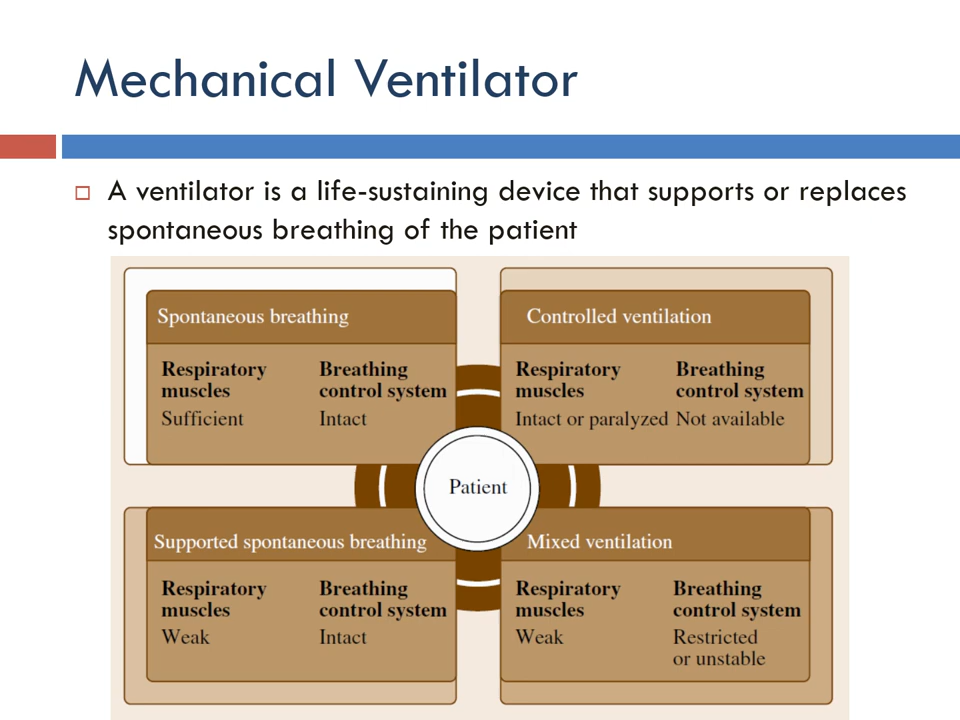 Mechanical Ventilator
A ventilator is a life-sustaining device that supports or replaces
spontaneous breathing of the patient
Spontaneous breathing
Respiratory muscles
Breathing control system
Sufficient
Intact
Controlled ventilation
Respiratory muscles
Breathing control system
Intact or paralyzed
Not available
Patient
Supported spontaneous breathing
Respiratory muscles
Breathing control system
Weak
Intact
Mixed ventilation
Respiratory muscles
Breathing control system
Weak
Restricted
or unstable